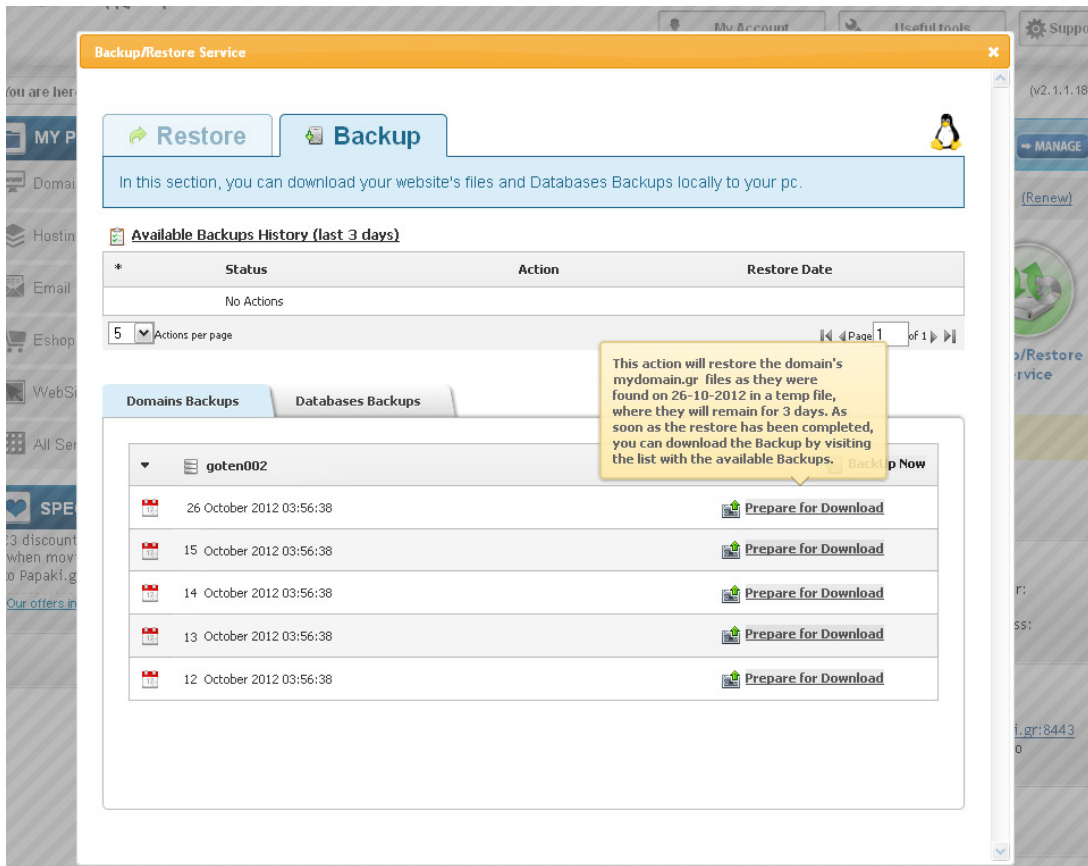 My Account
Useful tools
Suppo
Backup/Restore Service
You are her
(v2.1.1.18
MY P
Restore
Backup
MANAGE
Domai
In this section, you can download your website's files and Databases Backups locally to your pc.
(Renew)
Hostin
Available Backups History (last 3 days)
* Status Action Restore Date
Email
No Actions
Eshop
5 Actions per page
Page 1 of 1
p/Restore
rvice
This action will restore the domain's
mydomain.gr files as they were
found on 26-10-2012 in a temp file,
where they will remain for 3 days. As
soon as the restore has been completed,
you can download the Backup by visiting
the list with the available Backups.
WebSi
Domains Backups
Databases Backups
All Ser
goten002
BackUp Now
SPE
26 October 2012 03:56:38 Prepare for Download
£3 discount
when mov
to Papaki.g
15 October 2012 03:56:38 Prepare for Download
Our offers in
14 October 2012 03:56:38 Prepare for Download
r:
13 October 2012 03:56:38 Prepare for Download
ss:
12 October 2012 03:56:38 Prepare for Download
i.gr:8443
o